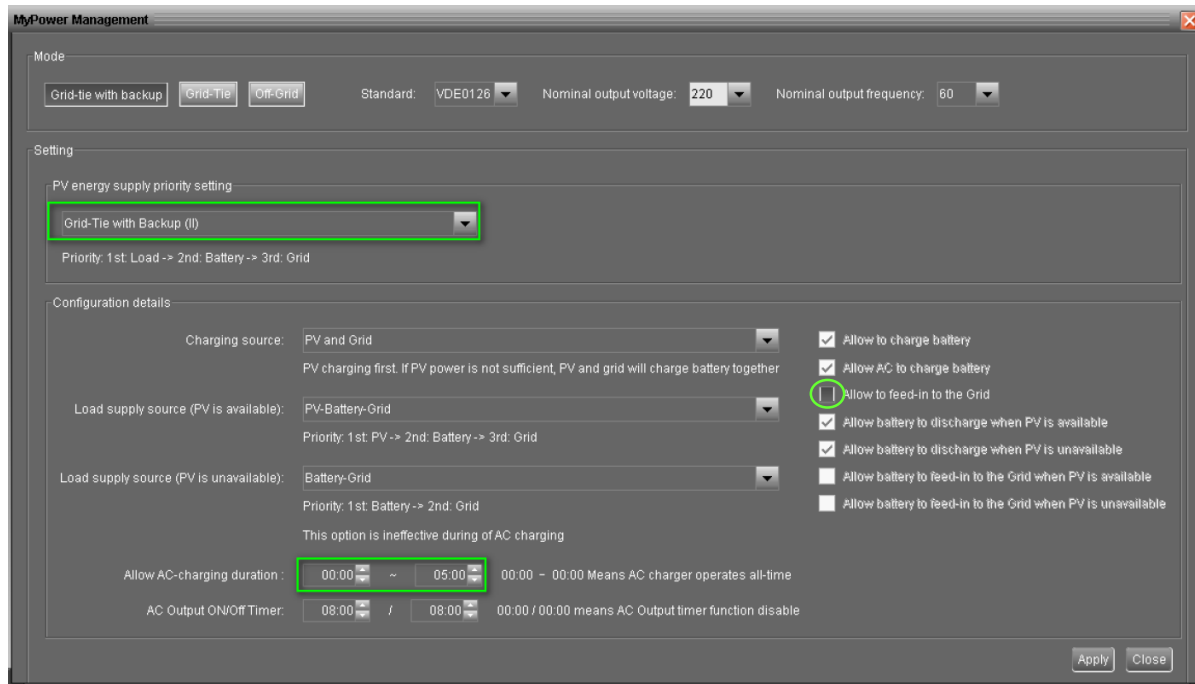 MyPower Management
Mode
Grid-tie with backup Grid-Tie Off-Grid Standard: VDE0126 Nominal output voltage: 220 Nominal output frequency: 60
Setting
PV energy supply priority setting
Grid-Tie with Backup (II)
Priority: 1st: Load -> 2nd: Battery -> 3rd: Grid
Configuration details
Charging source: PV and Grid
PV charging first. If PV power is not sufficient, PV and grid will charge battery together
Load supply source (PV is available): PV-Battery-Grid
Priority: 1st: PV -> 2nd: Battery -> 3rd: Grid
Load supply source (PV is unavailable): Battery-Grid
Priority: 1st: Battery -> 2nd: Grid
This option is ineffective during of AC charging
Allow to charge battery
Allow AC to charge battery
Allow to feed-in to the Grid
Allow battery to discharge when PV is available
Allow battery to discharge when PV is unavailable
Allow battery to feed-in to the Grid when PV is available
Allow battery to feed-in to the Grid when PV is unavailable
Allow AC-charging duration : 00:00 ~ 05:00 00:00 - 00:00 Means AC charger operates all-time
AC Output ON/Off Timer: 08:00 / 08:00 00:00 / 00:00 means AC Output timer function disable
Apply Close